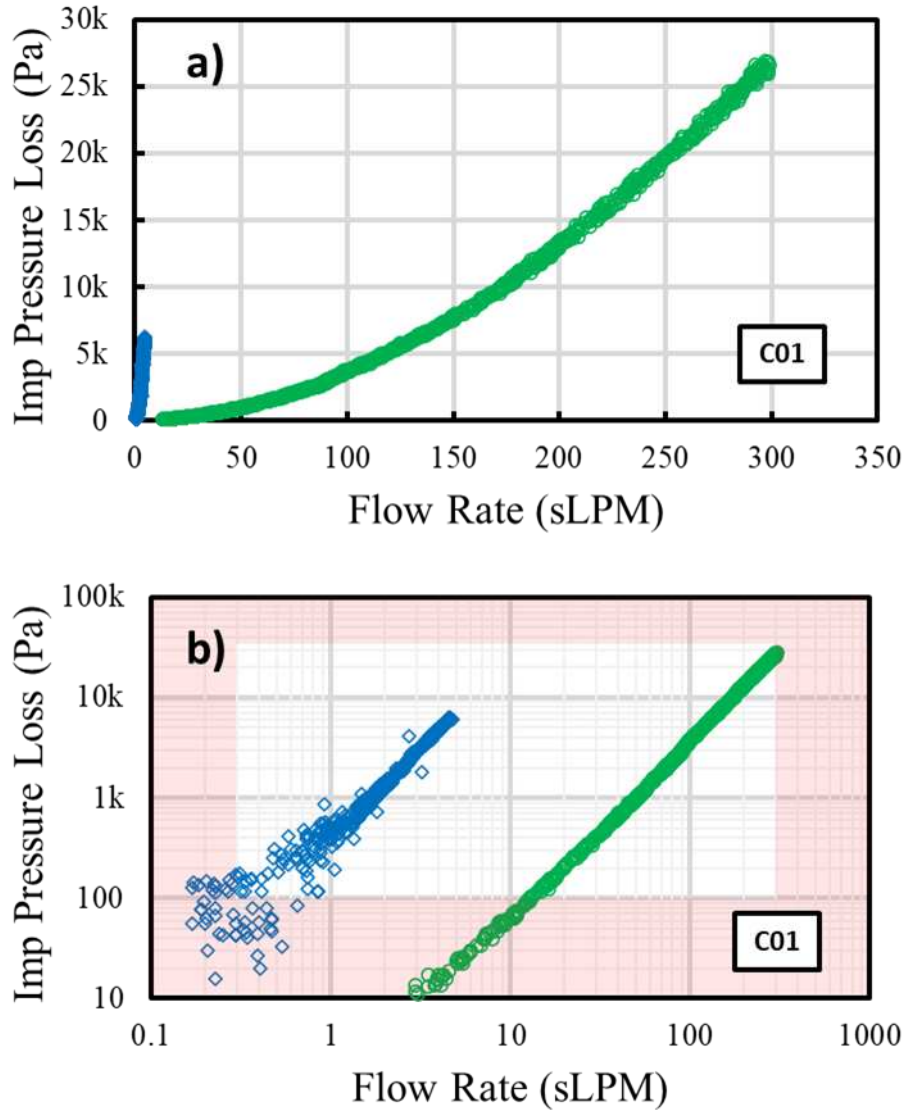 30k
25k
20k
15k
10k
5k
0
Imp Pressure Loss (Pa)
a)
C01
0 50 100 150 200 250 300 350
Flow Rate (sLPM)
100k
10k
1k
100
10
Imp Pressure Loss (Pa)
b)
C01
0.1 1 10 100 1000
Flow Rate (sLPM)